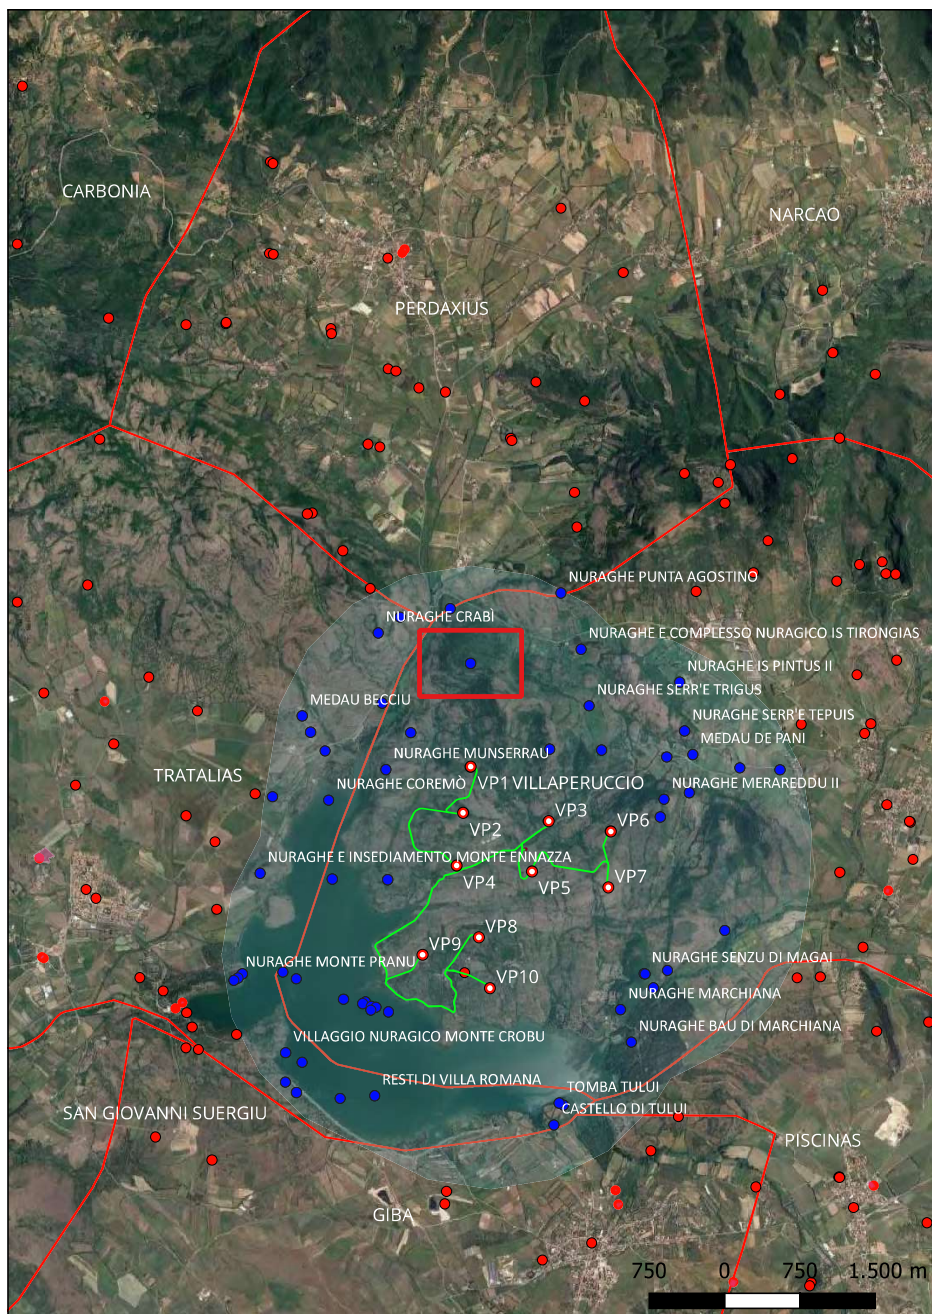 CARBONIA
NARCAO
PERDAXIUS
NURAGHE PUNTA AGOSTINO
NURAGHE CRABÌ
NURAGHE E COMPLESSO NURAGICO IS TIRONGIAS
NURAGHE IS PINTUS II
NURAGHE SERR'E TRIGUS
MEDAU BECCIU
NURAGHE SERR'E TEPUIS
MEDAU DE PANI
NURAGHE MUNSERRAU
TRATALIAS
NURAGHE COREMÒ
VP1 VILLAPERUCCIO
NURAGHE MERAREDDU II
VP2
VP3
VP6
NURAGHE E INSEDIAMENTO MONTE ENNAZZA
VP4
VP5
VP7
VP8
VP9
NURAGHE MONTE PRANU
NURAGHE SENZU DI MAGAI
VP10
NURAGHE MARCHIANA
NURAGHE BAU DI MARCHIANA
VILLAGGIO NURAGICO MONTE CROBU
RESTI DI VILLA ROMANA
TOMBA TULUI
CASTELLO DI TULUI
SAN GIOVANNI SUERGIU
PISCINAS
GIBA
750 0 750 1.500 m